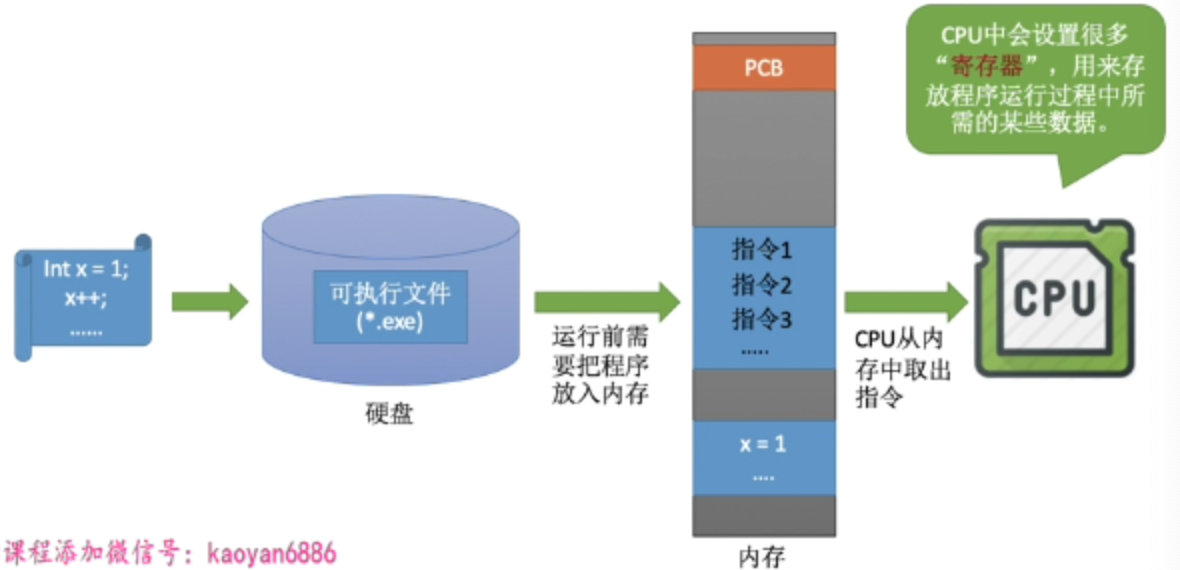 CPU中会设置很多
“寄存器”，用来存
放程序运行过程中所
需的某些数据。
PCB
Int x = 1;
x++;
......
可执行文件
(*.exe)
硬盘
运行前需
要把程序
放入内存
指令1
指令2
指令3
.....
x = 1
....
内存
CPU从内
存中取出
指令
CPU
课程添加微信号：kaoyan6886